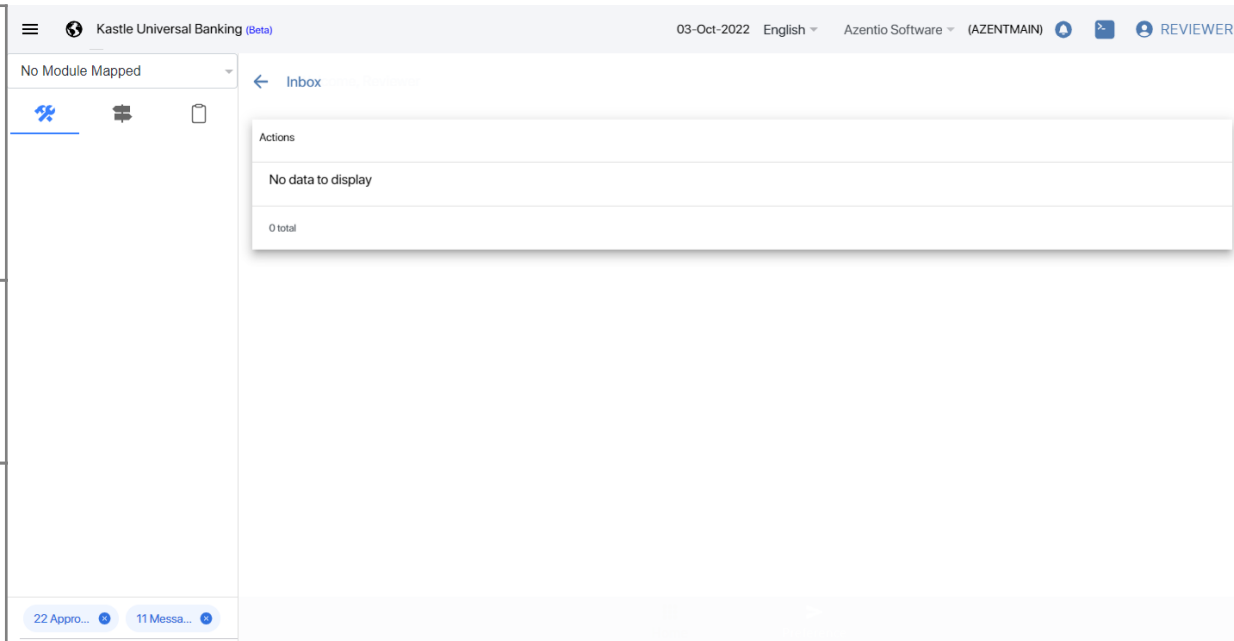 Kastle Universal Banking (Beta)
03-Oct-2022 English Azentio Software (AZENTMAIN) REVIEWER
No Module Mapped
Inbox
Actions
No data to display
0 total
22 Appro... 11 Messa...